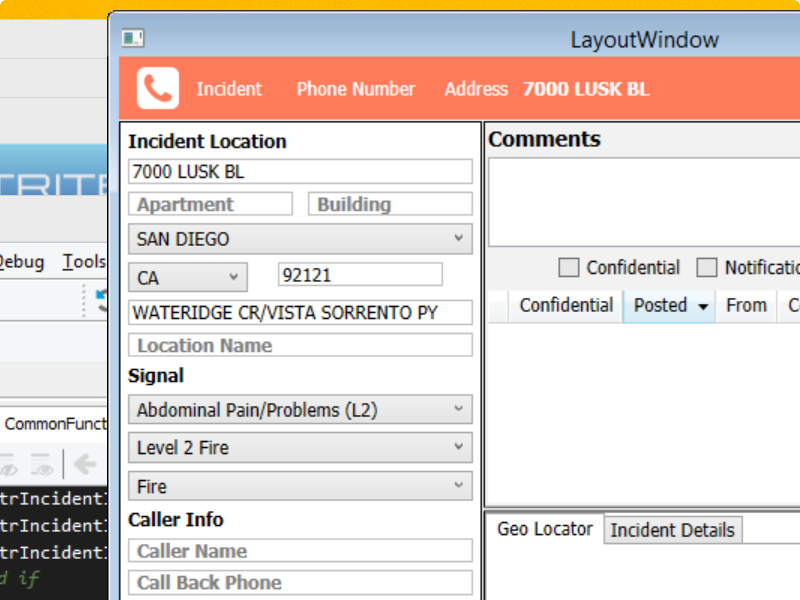 LayoutWindow
Incident Phone Number Address 7000 LUSK BL
Incident Location
7000 LUSK BL
Apartment Building
SAN DIEGO
CA 92121
WATERIDGE CR/VISTA SORRENTO PY
Location Name
Signal
Abdominal Pain/Problems (L2)
Level 2 Fire
Fire
Caller Info
Caller Name
Call Back Phone
Comments
Confidential Notificatio
Confidential Posted From C
Geo Locator Incident Details
TRITE
Debug Tools
CommonFunct
trIncidentI
trIncidentI
trIncidentI
d if